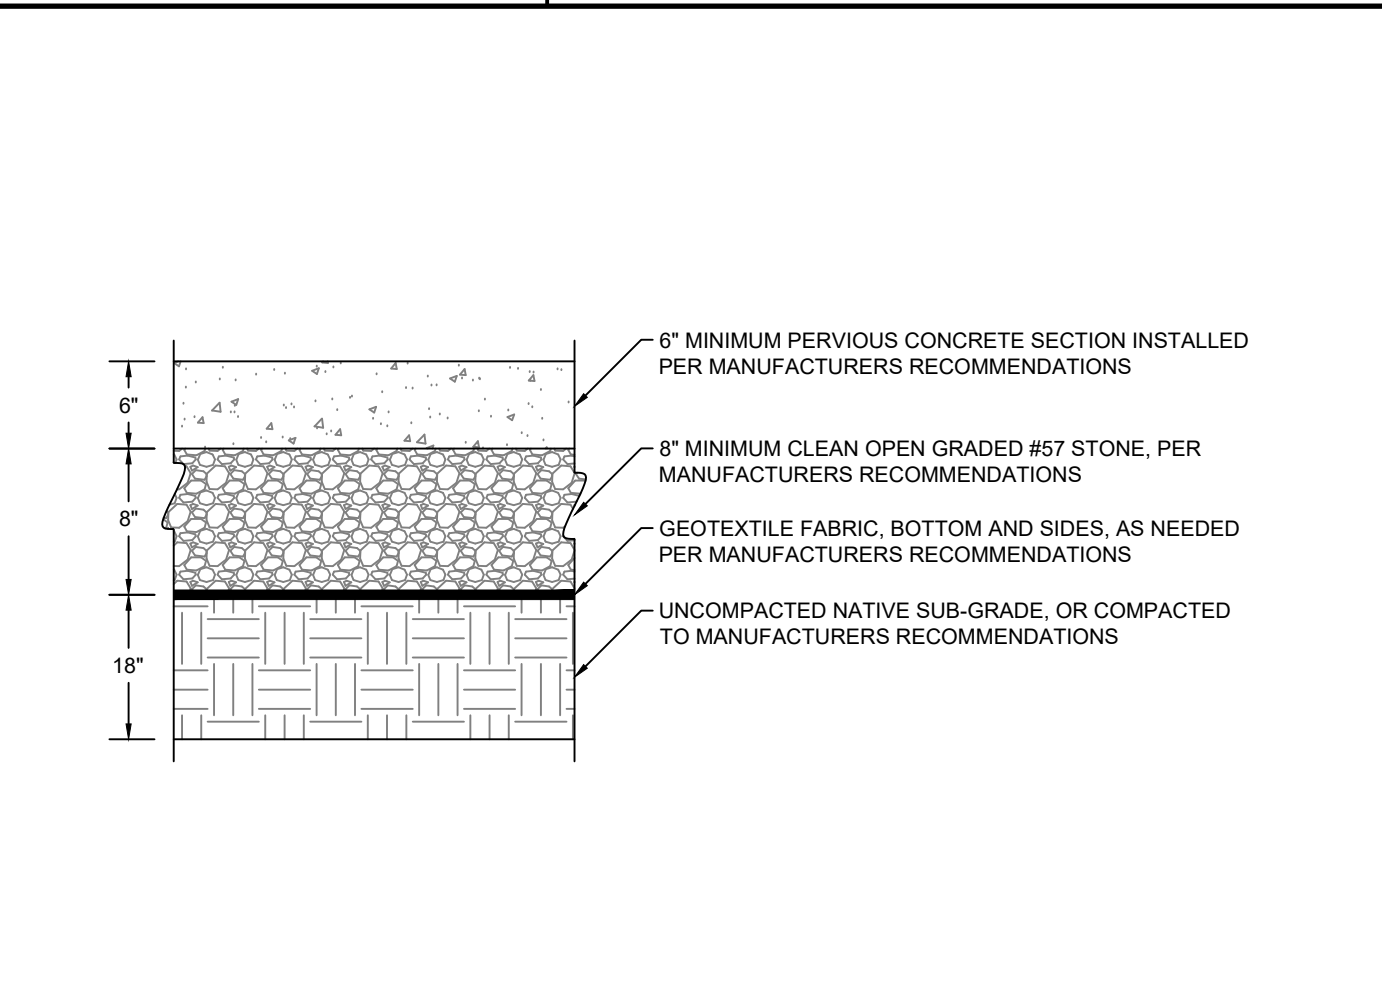 6" MINIMUM PERVIOUS CONCRETE SECTION INSTALLED
PER MANUFACTURERS RECOMMENDATIONS
6"
8" MINIMUM CLEAN OPEN GRADED #57 STONE, PER
MANUFACTURERS RECOMMENDATIONS
8"
GEOTEXTILE FABRIC, BOTTOM AND SIDES, AS NEEDED
PER MANUFACTURERS RECOMMENDATIONS
UNCOMPACTED NATIVE SUB-GRADE, OR COMPACTED
TO MANUFACTURERS RECOMMENDATIONS
18"